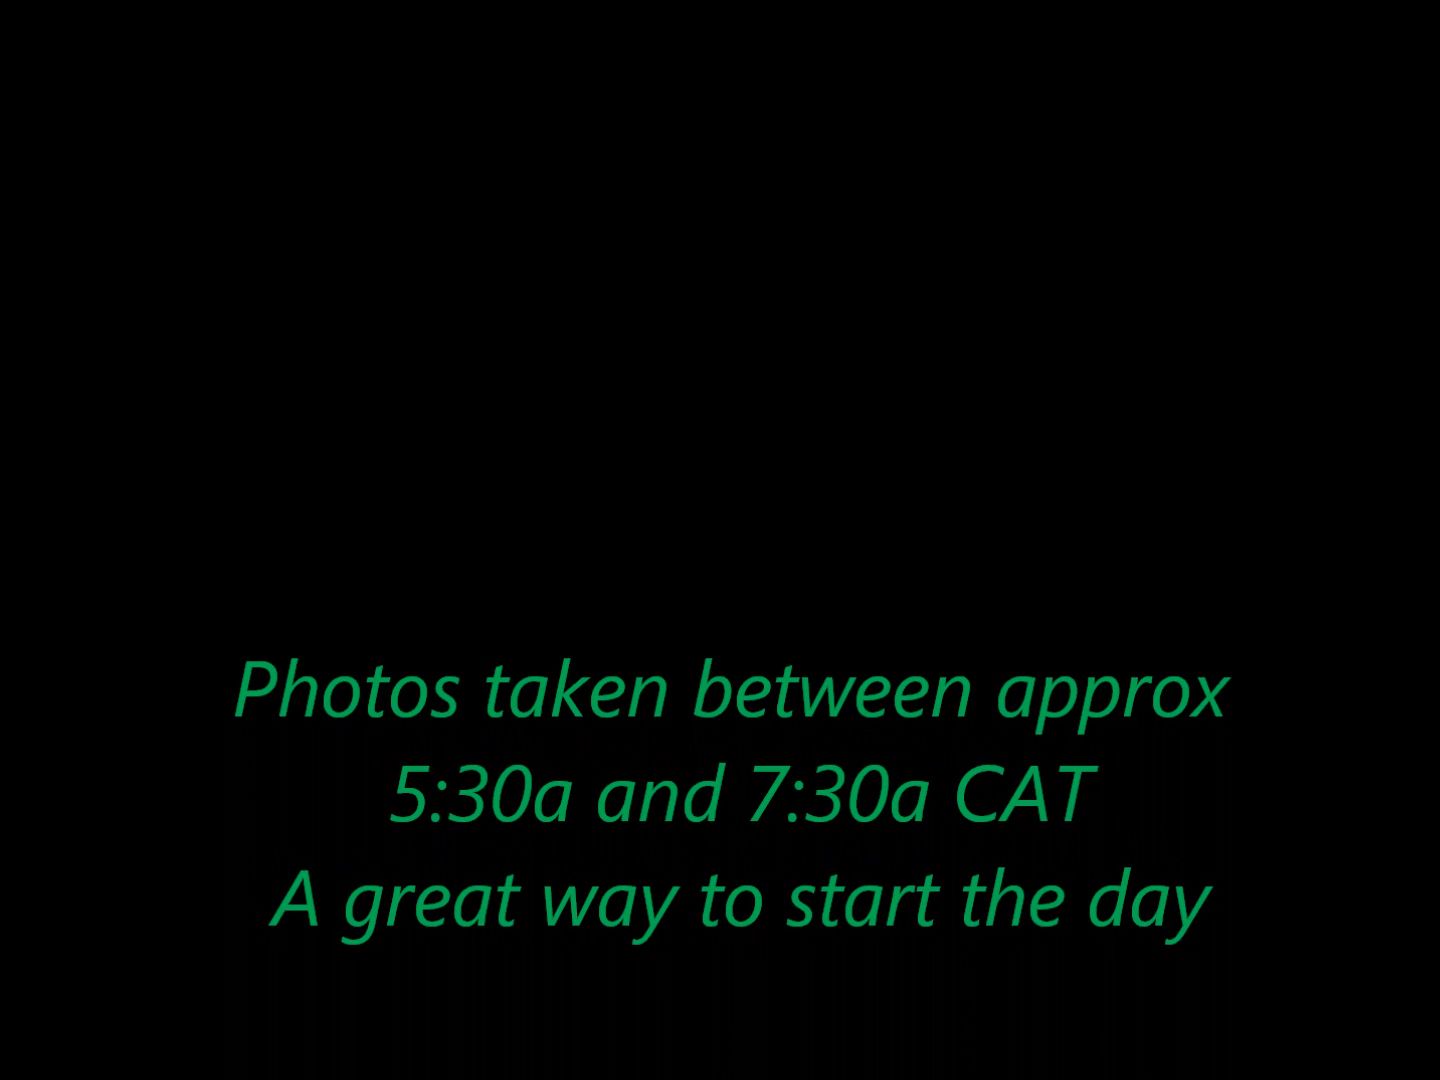 Photos taken between approx
5:30a and 7:30a CAT
A great way to start the day